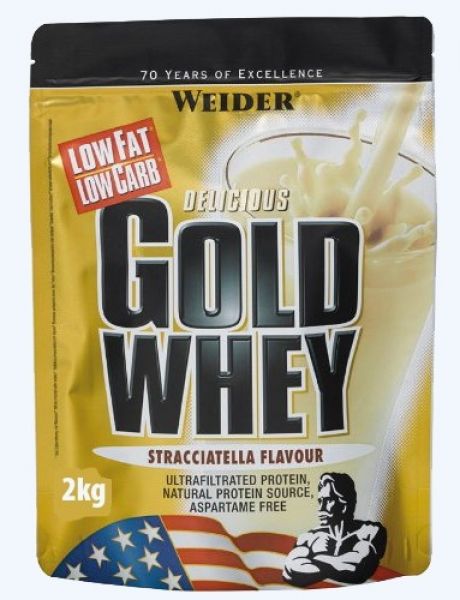 70 YEARS OF EXCELLENCE
WEIDER®
LOW FAT*
LOW CARB*
DELICIOUS
GOLD
WHEY
STRACCIATELLA FLAVOUR
ULTRAFILTRATED PROTEIN,
NATURAL PROTEIN SOURCE,
ASPARTAME FREE
2kg